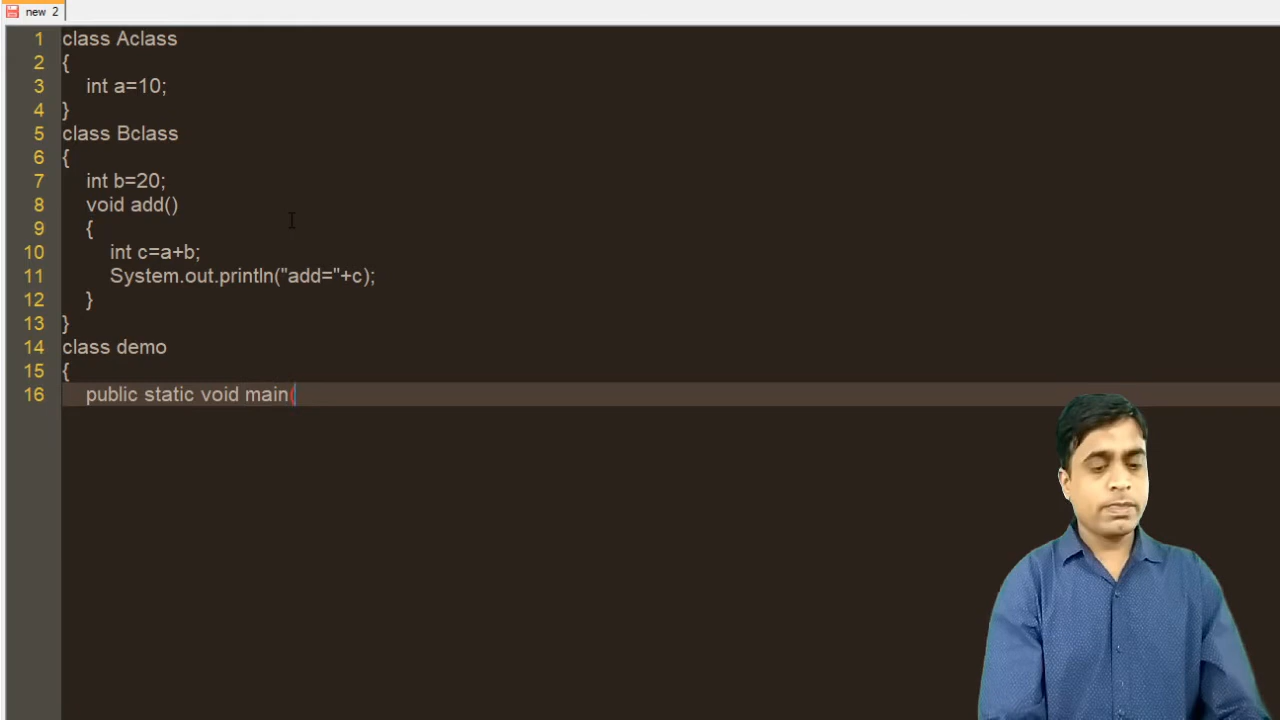 new 2
1 class Aclass
2 {
3 int a=10;
4 }
5 class Bclass
6 {
7 int b=20;
8 void add()
9 {
10 int c=a+b;
11 System.out.println("add="+c);
12 }
13 }
14 class demo
15 {
16 public static void main(